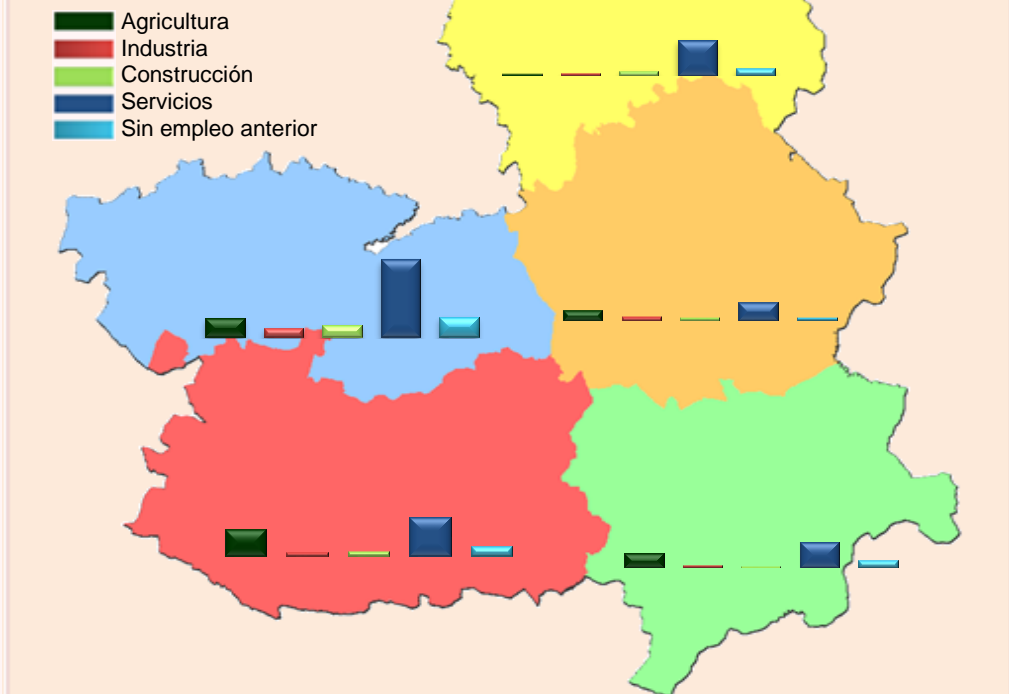 Agricultura
Industria
Construcción
Servicios
Sin empleo anterior